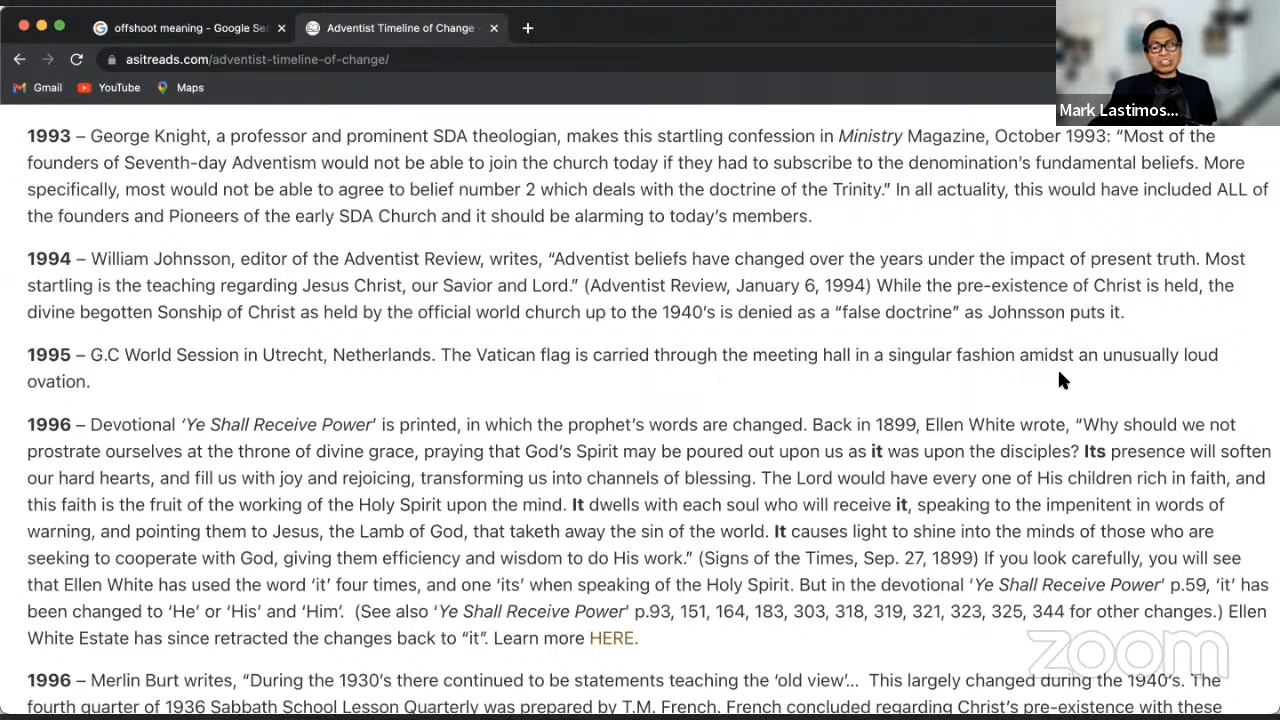 offshoot meaning - Google Se
Adventist Timeline of Change -
asitreads.com/adventist-timeline-of-change/
Gmail YouTube Maps
Mark Lastimos...
1993 – George Knight, a professor and prominent SDA theologian, makes this startling confession in Ministry Magazine, October 1993: “Most of the
founders of Seventh-day Adventism would not be able to join the church today if they had to subscribe to the denomination’s fundamental beliefs. More
specifically, most would not be able to agree to belief number 2 which deals with the doctrine of the Trinity.” In all actuality, this would have included ALL of
the founders and Pioneers of the early SDA Church and it should be alarming to today’s members.
1994 – William Johnsson, editor of the Adventist Review, writes, “Adventist beliefs have changed over the years under the impact of present truth. Most
startling is the teaching regarding Jesus Christ, our Savior and Lord.” (Adventist Review, January 6, 1994) While the pre-existence of Christ is held, the
divine begotten Sonship of Christ as held by the official world church up to the 1940’s is denied as a “false doctrine” as Johnsson puts it.
1995 – G.C World Session in Utrecht, Netherlands. The Vatican flag is carried through the meeting hall in a singular fashion amidst an unusually loud
ovation.
1996 – Devotional ‘Ye Shall Receive Power’ is printed, in which the prophet’s words are changed. Back in 1899, Ellen White wrote, “Why should we not
prostrate ourselves at the throne of divine grace, praying that God’s Spirit may be poured out upon us as it was upon the disciples? Its presence will soften
our hard hearts, and fill us with joy and rejoicing, transforming us into channels of blessing. The Lord would have every one of His children rich in faith, and
this faith is the fruit of the working of the Holy Spirit upon the mind. It dwells with each soul who will receive it, speaking to the impenitent in words of
warning, and pointing them to Jesus, the Lamb of God, that taketh away the sin of the world. It causes light to shine into the minds of those who are
seeking to cooperate with God, giving them efficiency and wisdom to do His work.” (Signs of the Times, Sep. 27, 1899) If you look carefully, you will see
that Ellen White has used the word ‘it’ four times, and one ‘its’ when speaking of the Holy Spirit. But in the devotional ‘Ye Shall Receive Power’ p.59, ‘it’ has
been changed to ‘He’ or ‘His’ and ‘Him’. (See also ‘Ye Shall Receive Power’ p.93, 151, 164, 183, 303, 318, 319, 321, 323, 325, 344 for other changes.) Ellen
White Estate has since retracted the changes back to “it”. Learn more HERE.
zoom
1996 – Merlin Burt writes, “During the 1930’s there continued to be statements teaching the ‘old view’... This largely changed during the 1940’s. The
fourth quarter of 1936 Sabbath School Lesson Quarterly was prepared by T.M. French. French concluded regarding Christ’s pre-existence with these